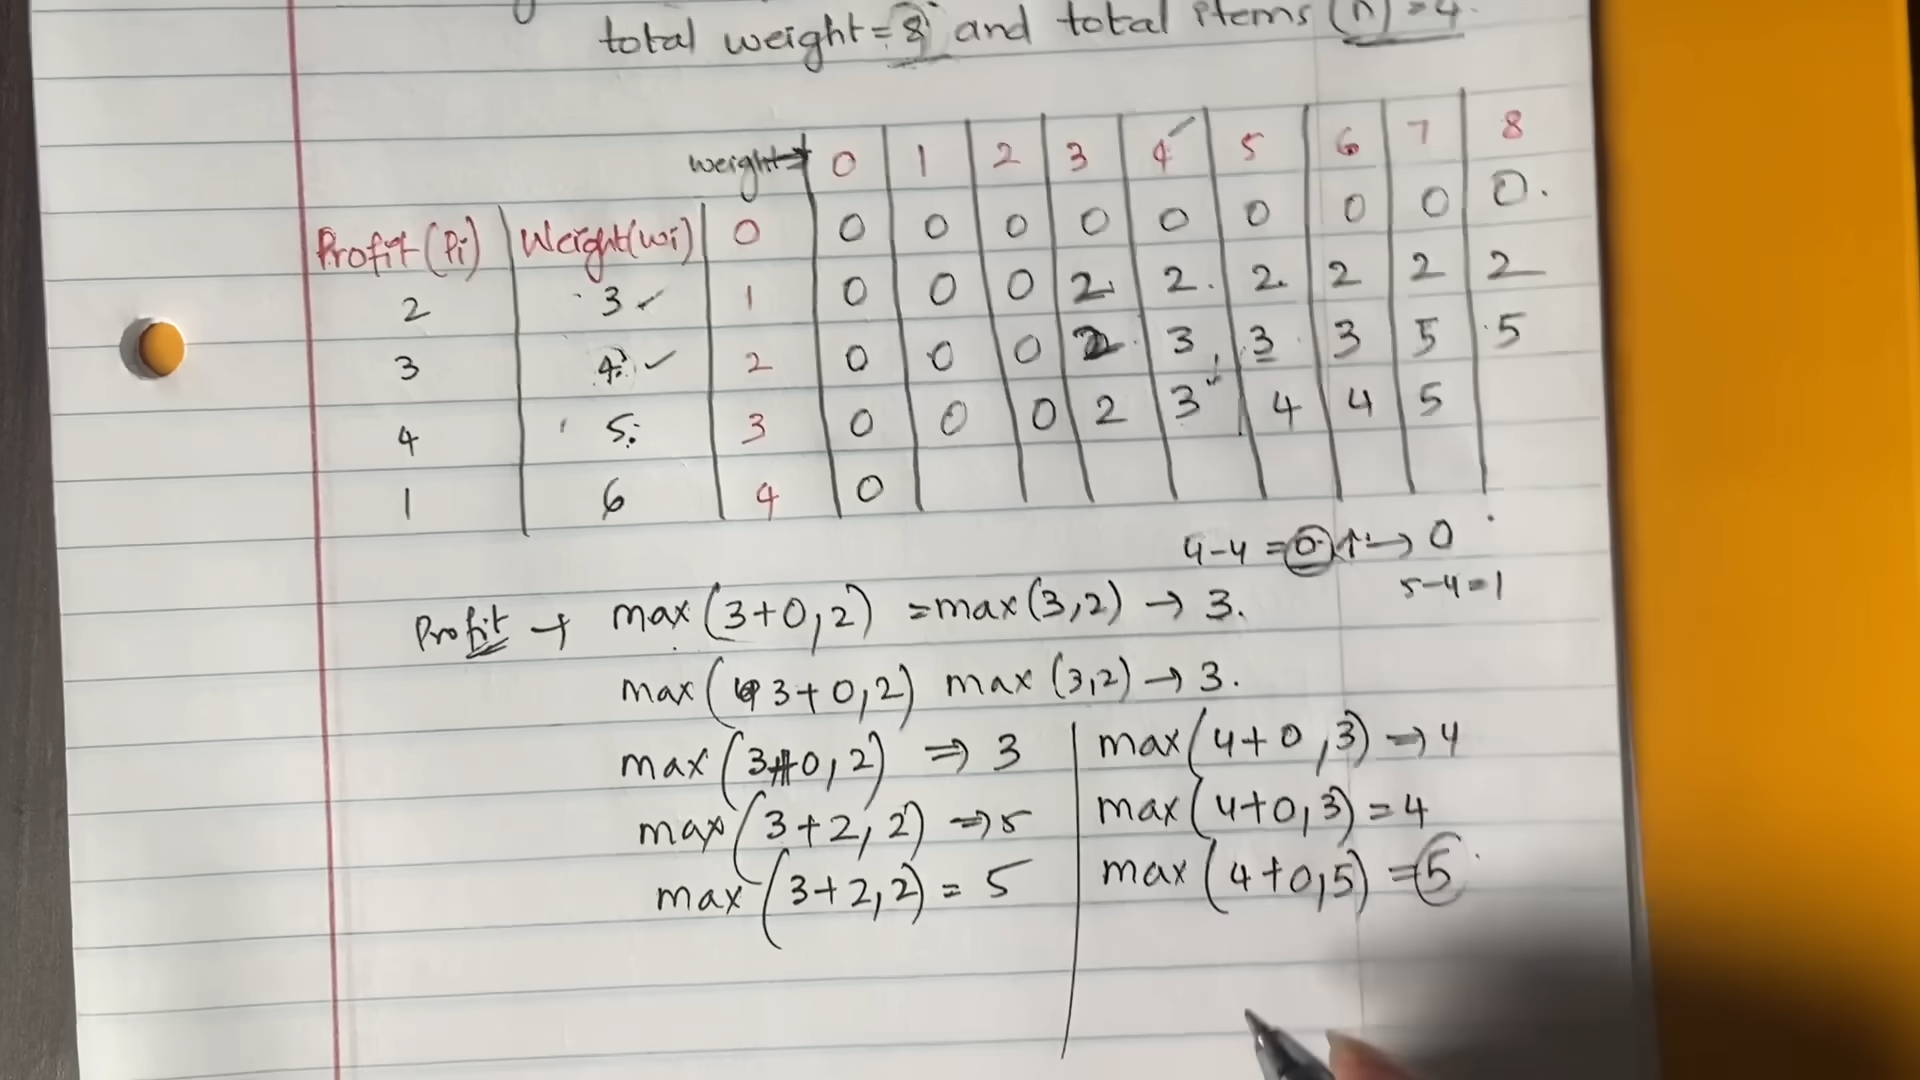 total weight = 8 and total items (n) = 4.
weight→ 0 1 2 3 4 5 6 7 8
Profit (Pi) Weight(wi) 0 0 0 0 0 0 0 0 0 0.
2 3 ✓ 1 0 0 0 2. 2. 2. 2 2 2
3 4 ✓ 2 0 0 0 2 3 3 3 5 5
4 5 3 0 0 0 2 3 4 4 5
1 6 4 0
4-4 = 0 → 0
5-4=1
Profit → max(3+0,2) = max(3,2) → 3.
max(3+0,2) max(3,2) → 3.
max(3+0,2) ⇒ 3 max(4+0,3) → 4
max(3+2,2) ⇒ 5 max(4+0,3) = 4
max(3+2,2) = 5 max(4+0,5) = 5